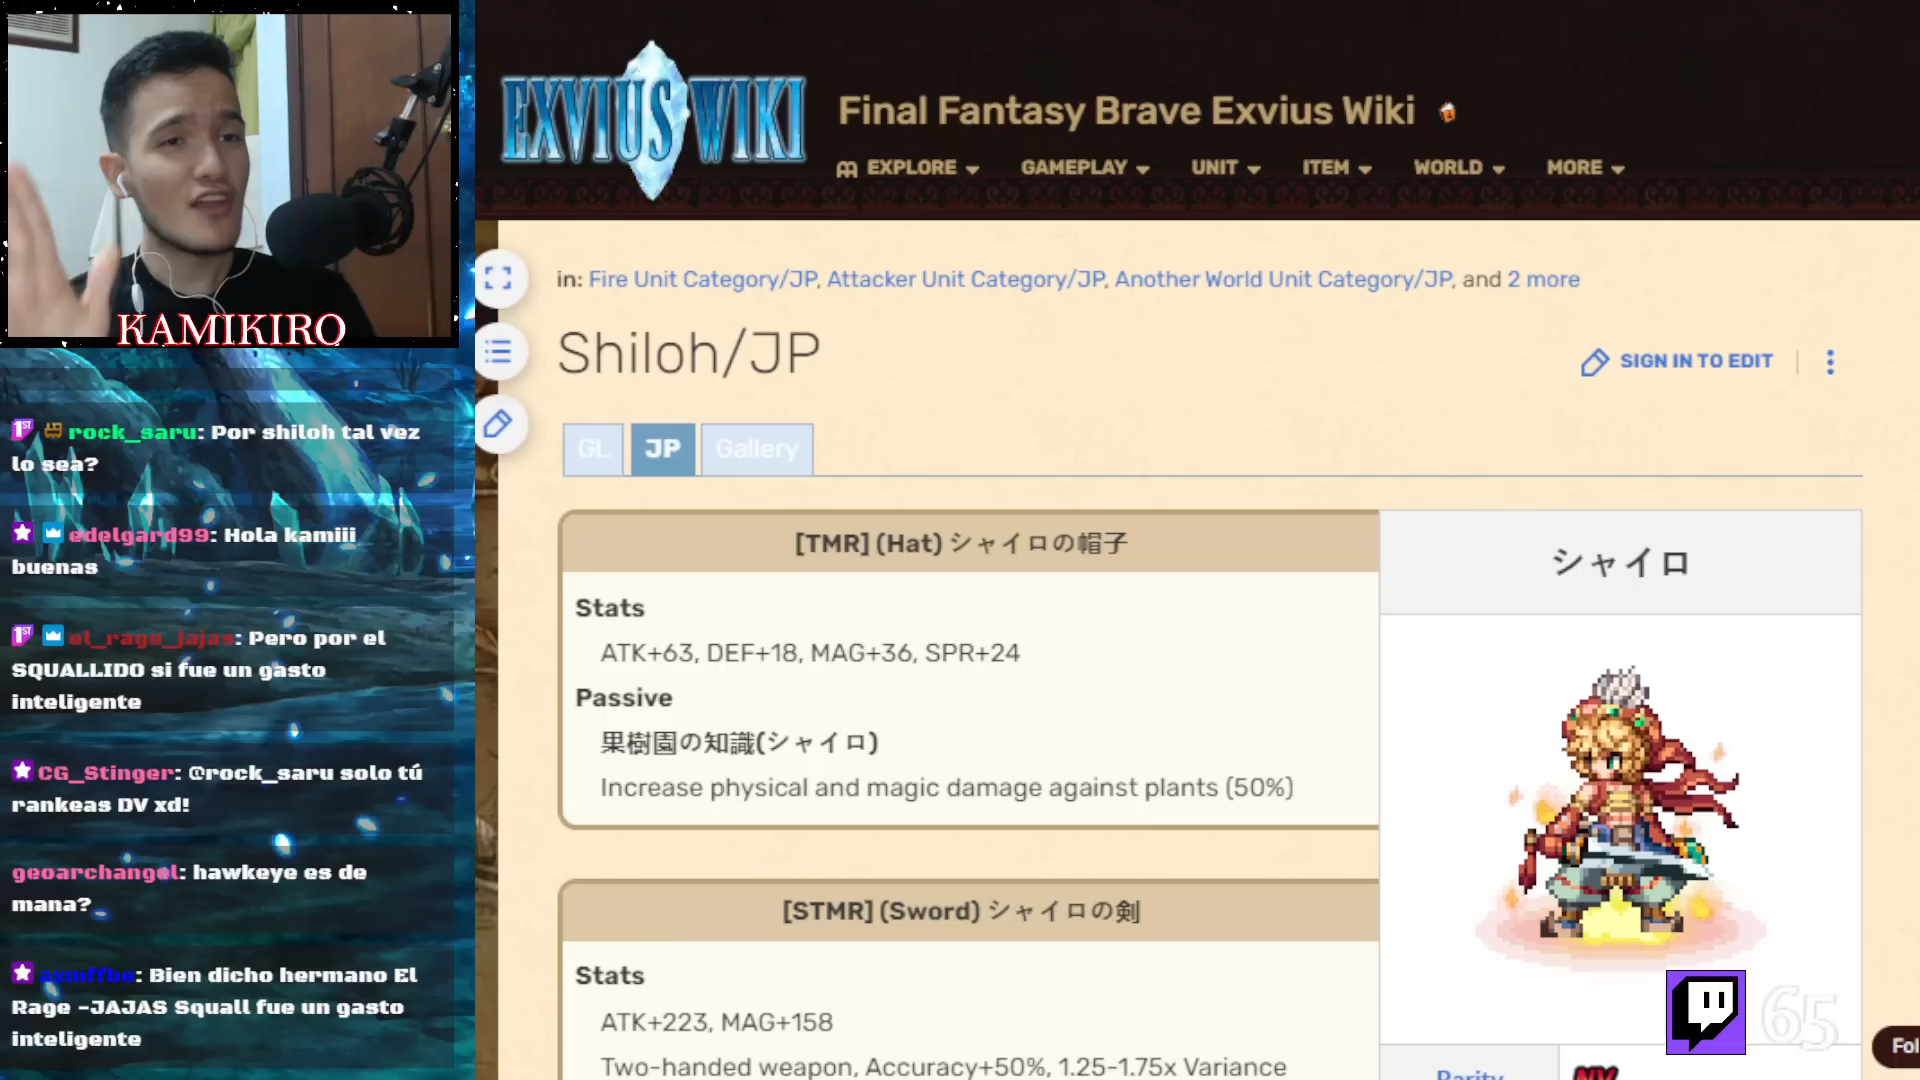 KAMIKIRO
rock_saru: Por shiloh tal vez
lo sea?
edelgard99: Hola kamiii
buenas
el_rage_jajas: Pero por el
SQUALLIDO si fue un gasto
inteligente
CG_Stinger: @rock_saru solo tú
rankeas DV xd!
geoarchangel: hawkeye es de
mana?
axmffbe: Bien dicho hermano El
Rage -JAJAS Squall fue un gasto
inteligente
EXVIUS WIKI
Final Fantasy Brave Exvius Wiki
EXPLORE GAMEPLAY UNIT ITEM WORLD MORE
in: Fire Unit Category/JP, Attacker Unit Category/JP, Another World Unit Category/JP, and 2 more
Shiloh/JP
SIGN IN TO EDIT
GL JP Gallery
[TMR] (Hat) シャイロの帽子
Stats
ATK+63, DEF+18, MAG+36, SPR+24
Passive
果樹園の知識(シャイロ)
Increase physical and magic damage against plants (50%)
[STMR] (Sword) シャイロの剣
Stats
ATK+223, MAG+158
Two-handed weapon, Accuracy+50%, 1.25-1.75x Variance
シャイロ
65
Fol
Rarity
NV